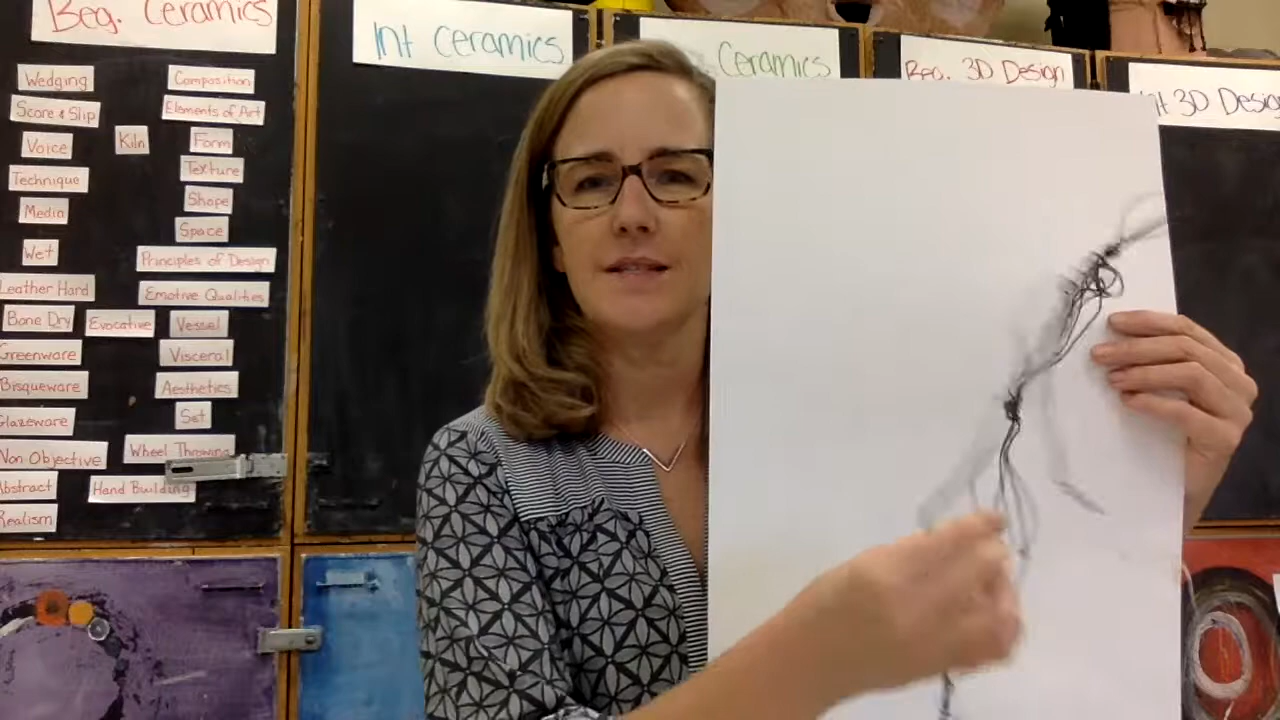 Beg. Ceramics
Int Ceramics
Ceramics
Beg. 3D Design
3D Design
Wedging
Composition
Score & Slip
Elements of Art
Voice
Kiln
Form
Technique
Texture
Media
Shape
Wet
Space
Principles of Design
Leather Hard
Emotive Qualities
Bone Dry
Evocative
Vessel
Greenware
Visceral
Bisqueware
Aesthetics
Glazeware
Set
Non Objective
Wheel Throwing
Abstract
Hand Building
Realism